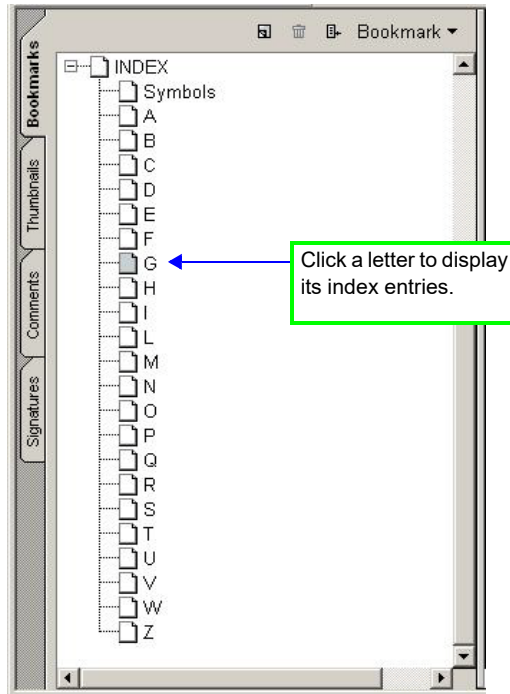 Bookmark
Bookmarks
Thumbnails
Comments
Signatures
INDEX
Symbols
A
B
C
D
E
F
G
H
I
L
M
N
O
P
Q
R
S
T
U
V
W
Z
Click a letter to display
its index entries.